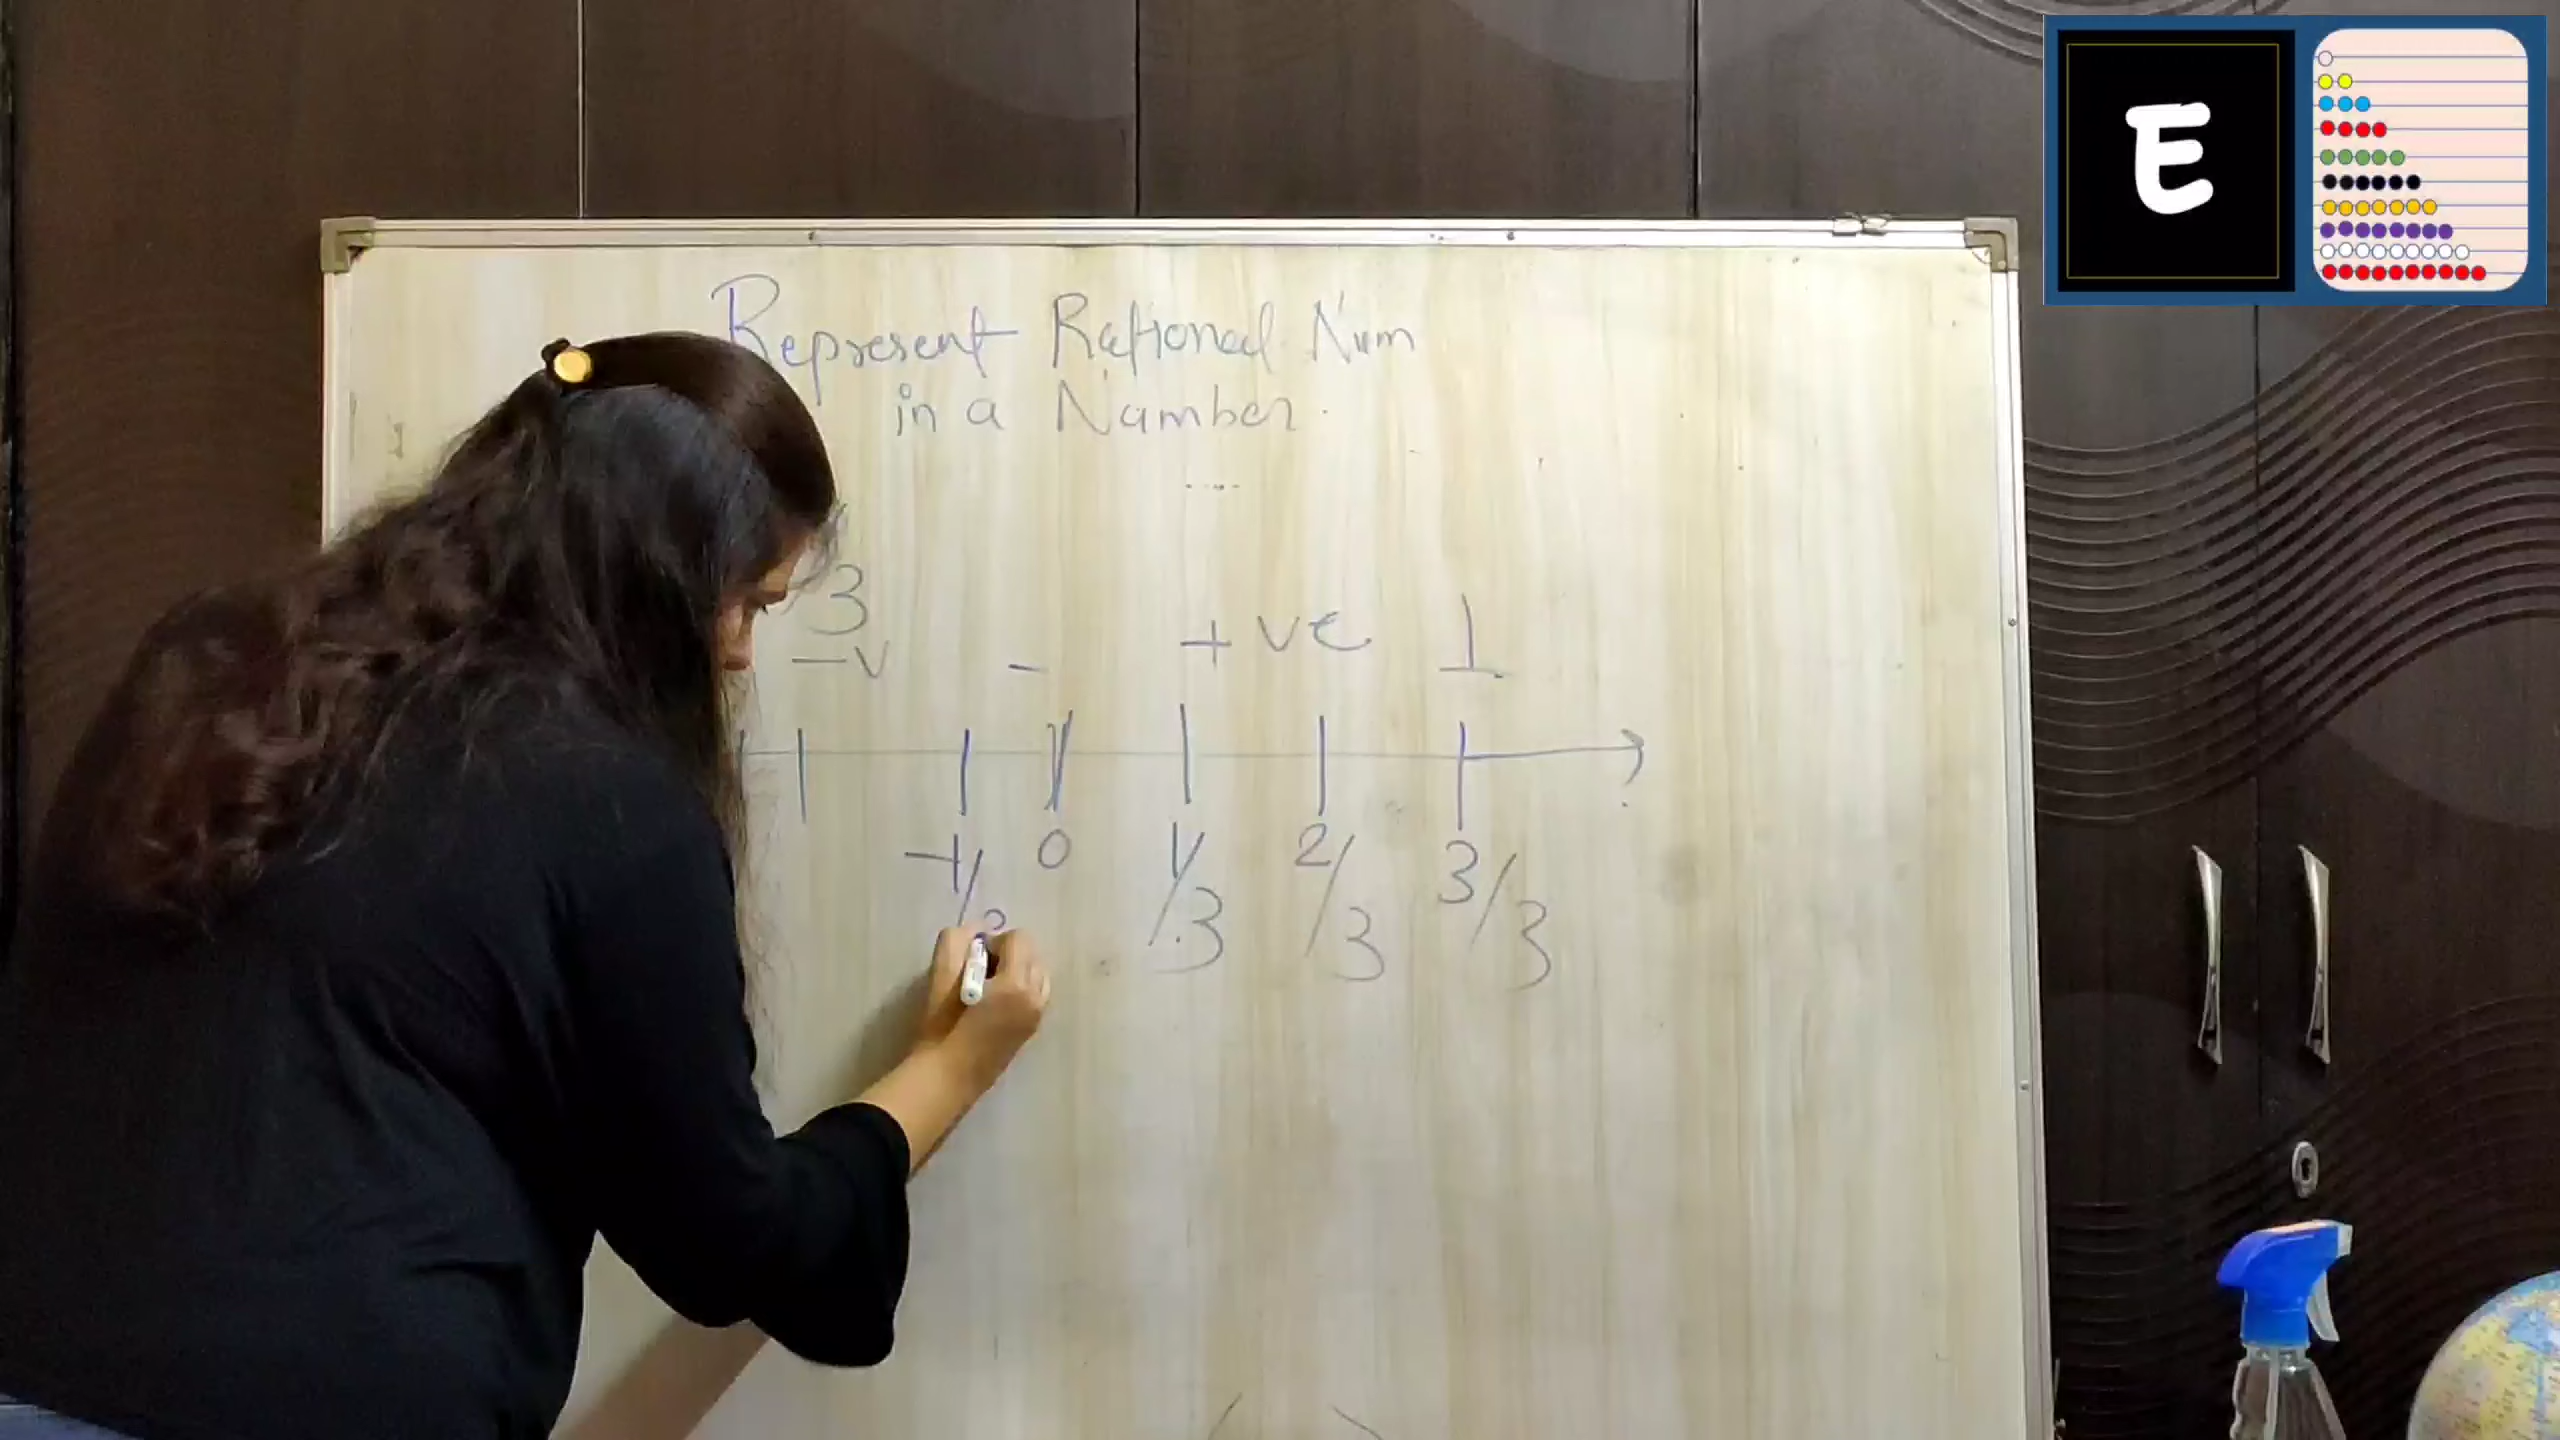 E
Represent Rational Num
in a Number.
3
-v - +ve 1
-1/3 0 1/3 2/3 3/3